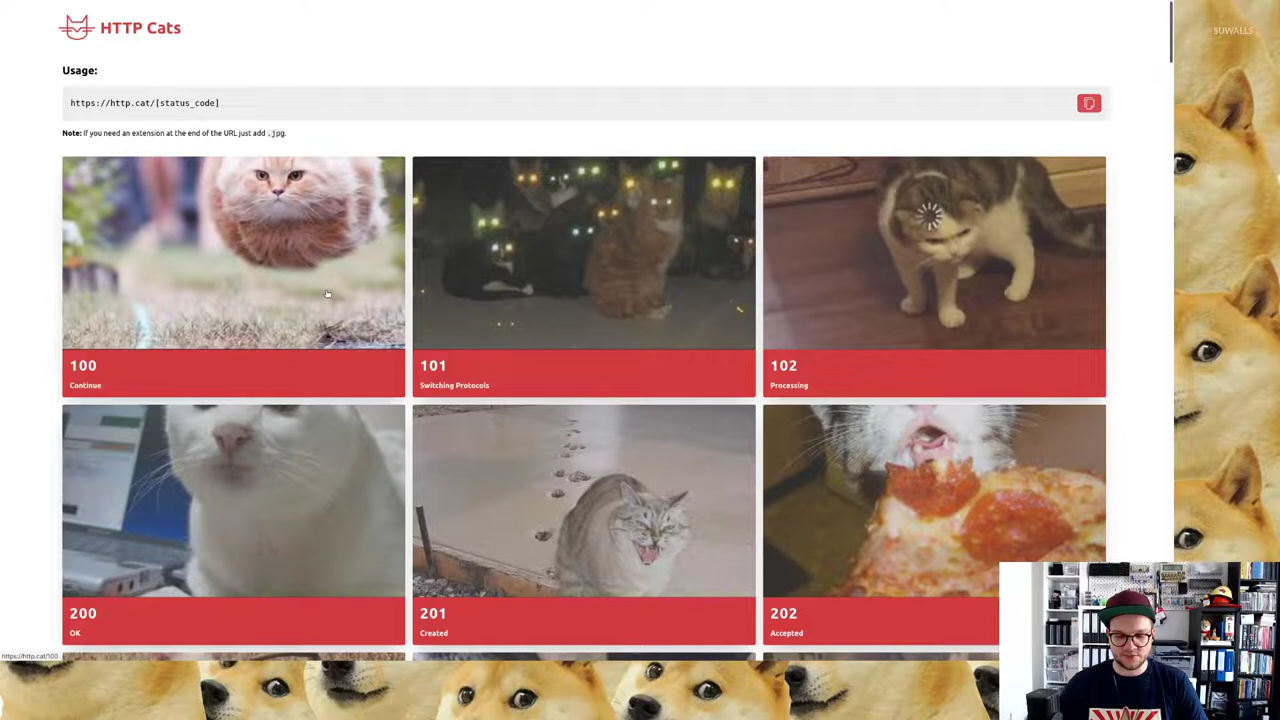 HTTP Cats
SUWALLS
Usage:
https://http.cat/[status_code]
Note: If you need an extension at the end of the URL just add .jpg.
100
Continue
101
Switching Protocols
102
Processing
200
OK
201
Created
202
Accepted
https://http.cat/100